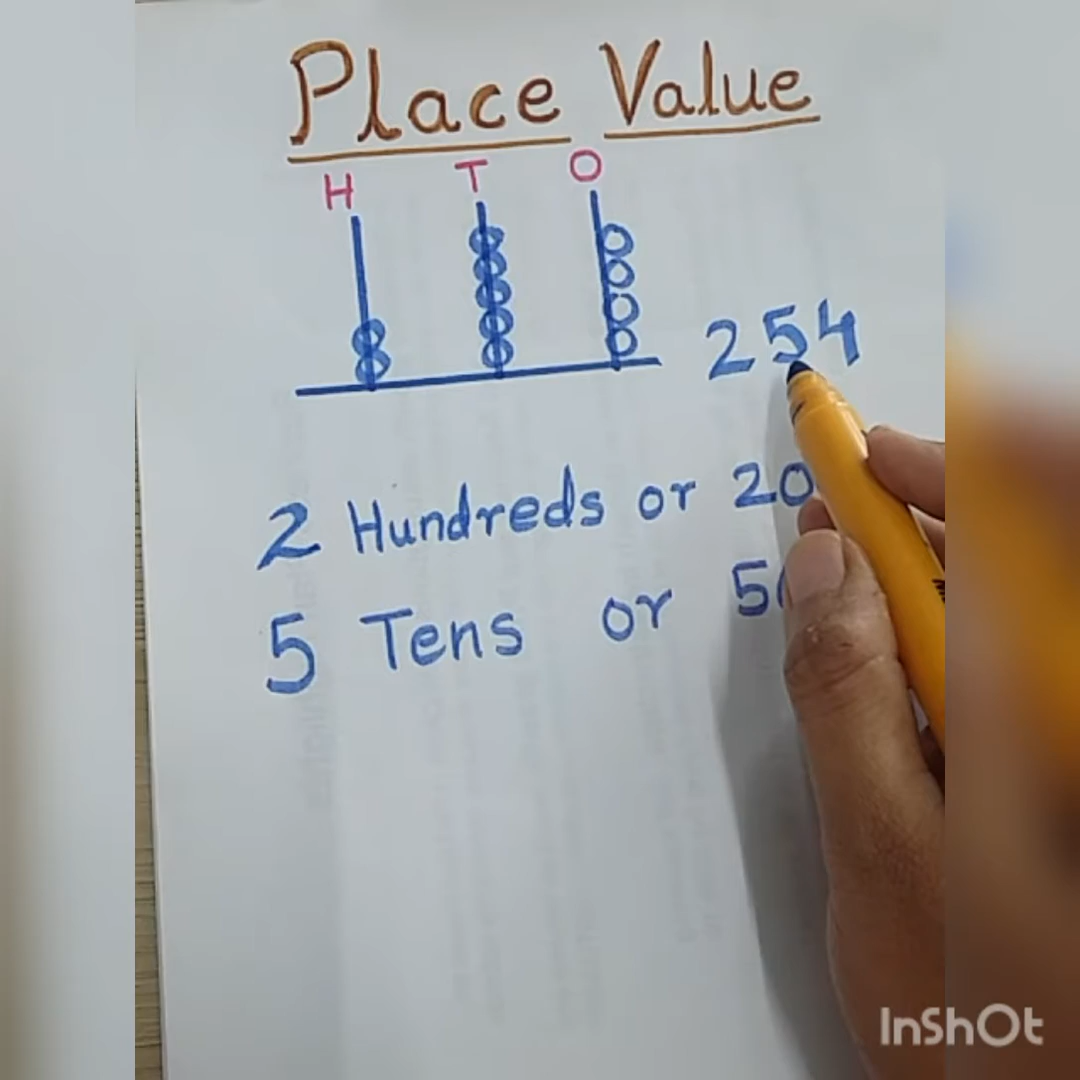 Place Value
H T O
254
2 Hundreds or 20
5 Tens or 5
InShOt